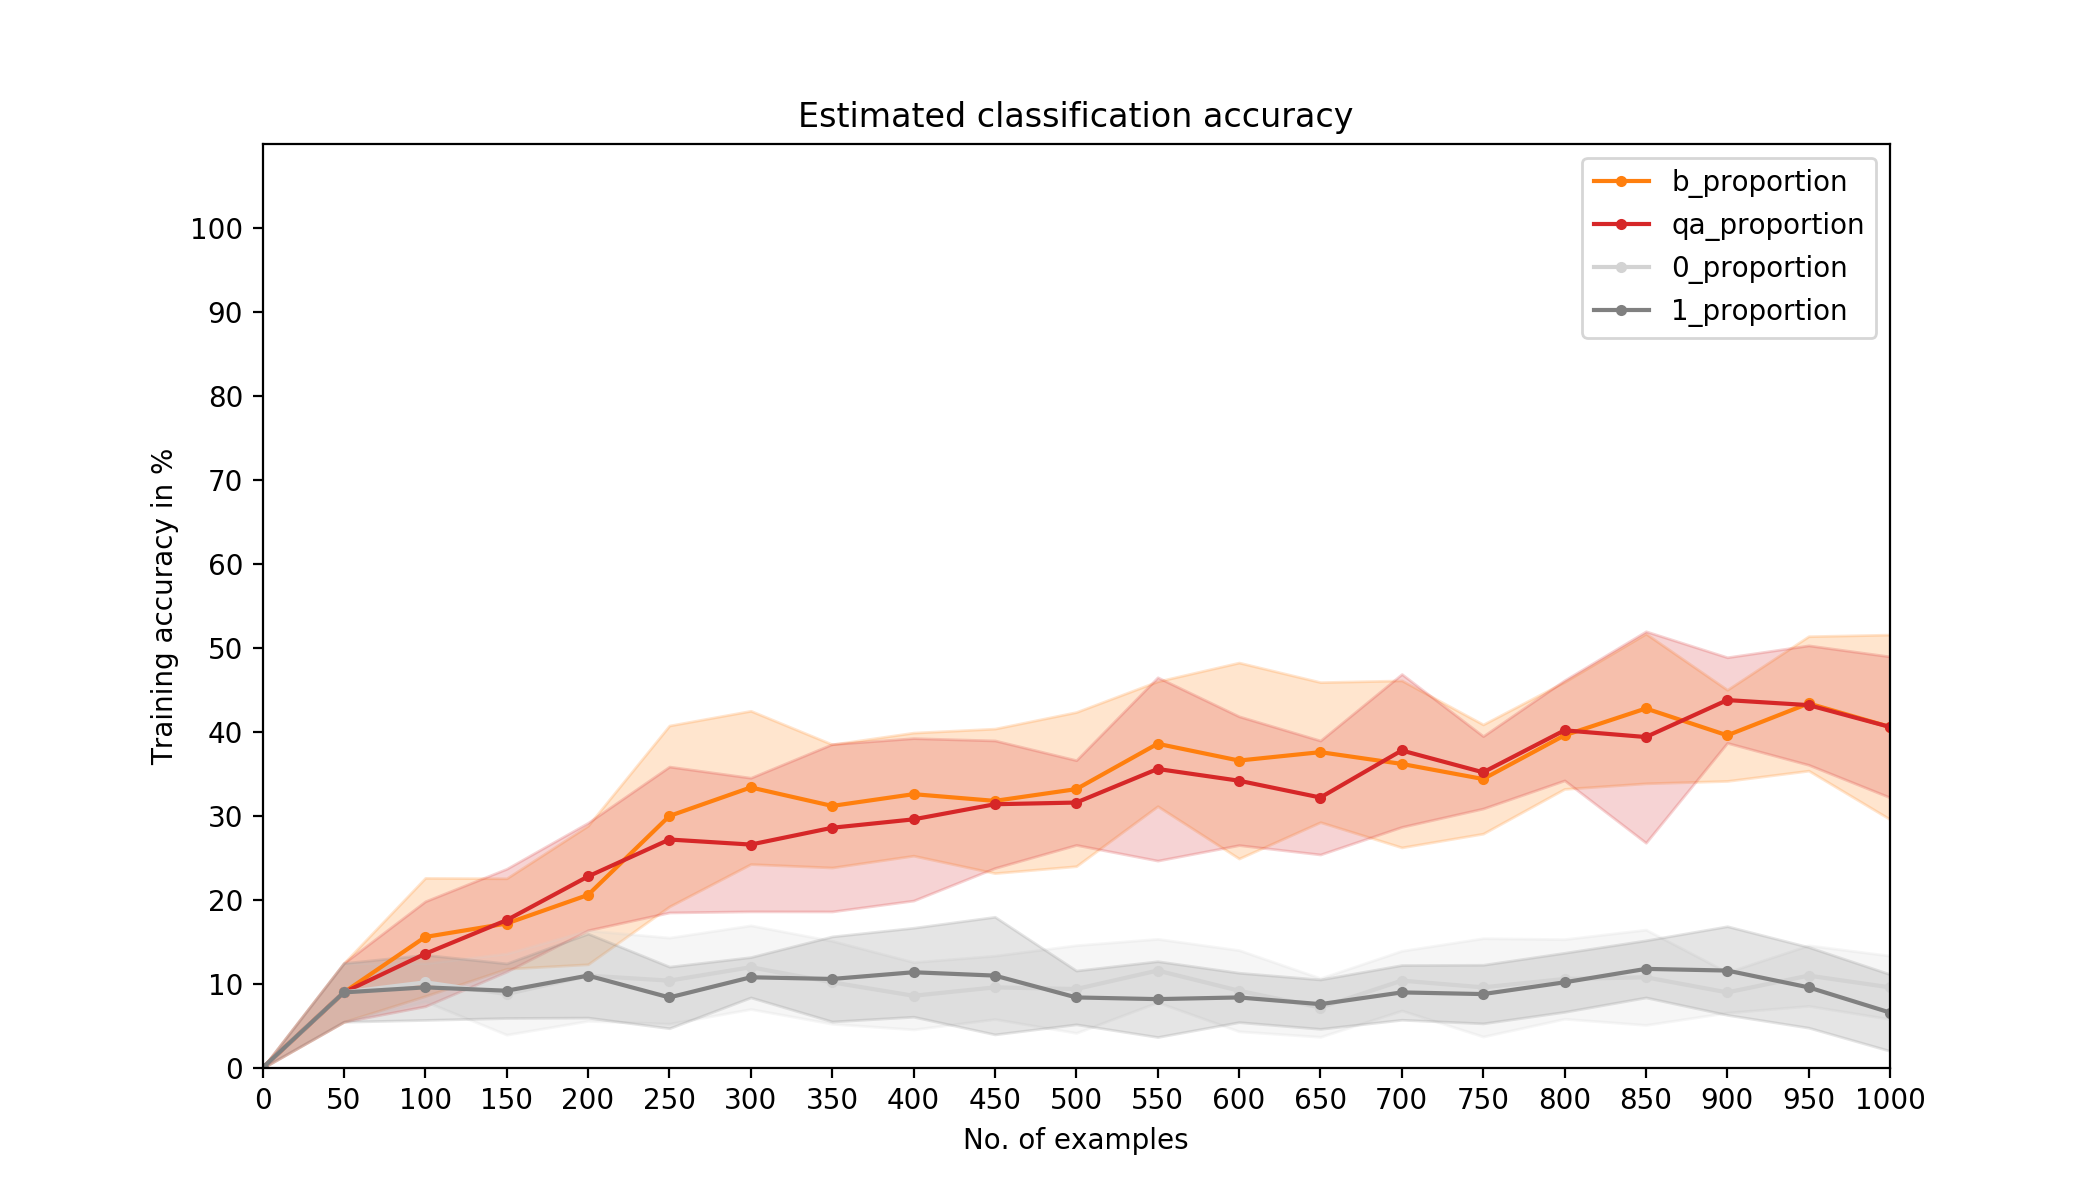 Estimated classification accuracy
b_proportion
qa_proportion
0_proportion
1_proportion
Training accuracy in %
100
90
80
70
60
50
40
30
20
10
0
0 50 100 150 200 250 300 350 400 450 500 550 600 650 700 750 800 850 900 950 1000
No. of examples